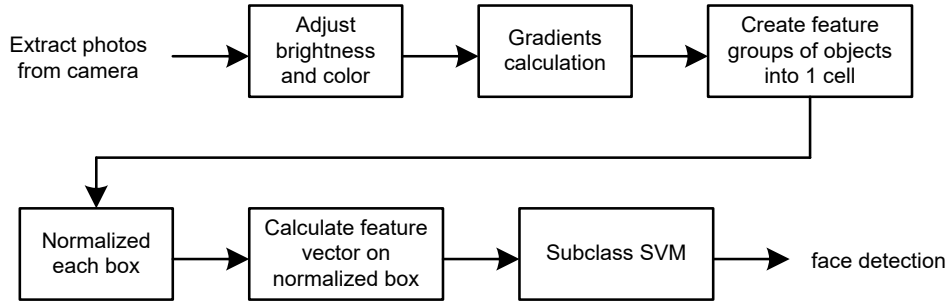 Extract photos
from camera
Adjust
brightness
and color
Gradients
calculation
Create feature
groups of objects
into 1 cell
Normalized
each box
Calculate feature
vector on
normalized box
Subclass SVM
face detection